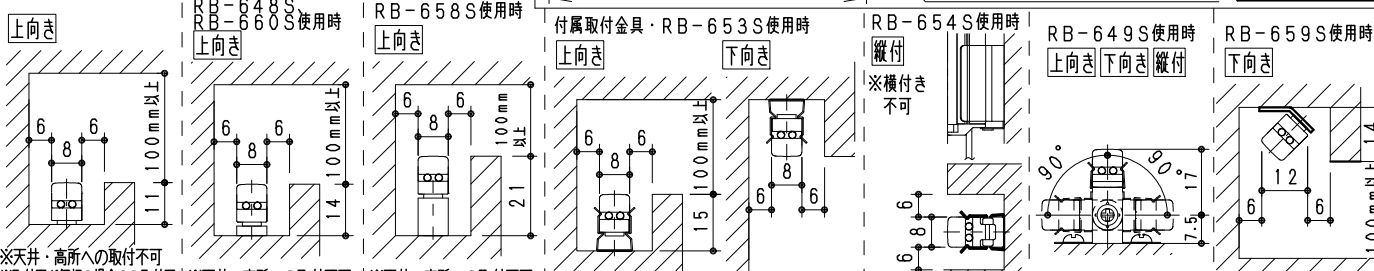 上向き
6
6
8
100mm以上
11
※天井・高所への取付不可
RB-648S、
RB-660S使用時
上向き
6
6
8
100mm以上
14
RB-658S使用時
上向き
6
6
8
100mm
以上
21
付属取付金具・RB-653S使用時
上向き
下向き
6
6
8
100mm以上
15
8
6
6
RB-654S使用時
縦付
※横付き
不可
6
8
6
RB-649S使用時
上向き 下向き 縦付
90°
90°
17
7.5
RB-659S使用時
下向き
14
12
6
6
100mm以上